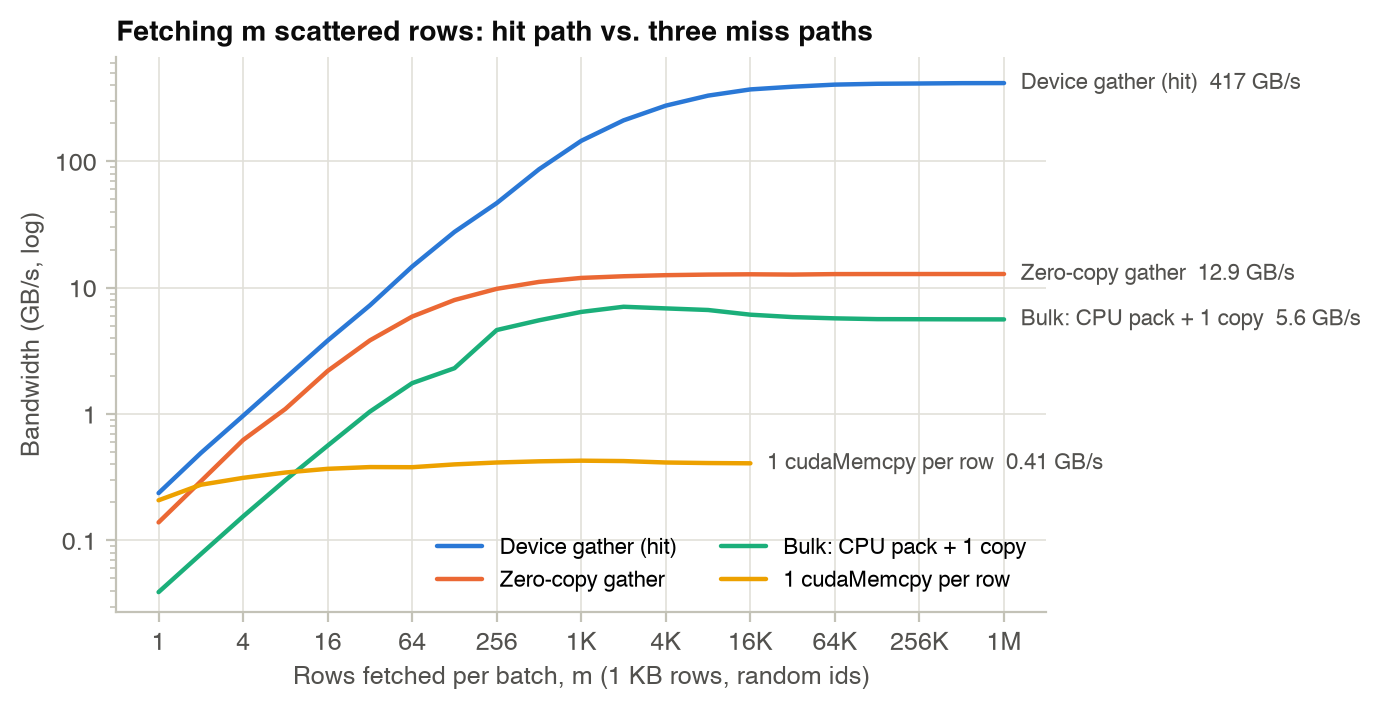 Fetching m scattered rows: hit path vs. three miss paths
Bandwidth (GB/s, log)
100
10
1
0.1
Device gather (hit)  417 GB/s
Zero-copy gather  12.9 GB/s
Bulk: CPU pack + 1 copy  5.6 GB/s
1 cudaMemcpy per row  0.41 GB/s
Device gather (hit)
Zero-copy gather
Bulk: CPU pack + 1 copy
1 cudaMemcpy per row
1 4 16 64 256 1K 4K 16K 64K 256K 1M
Rows fetched per batch, m (1 KB rows, random ids)